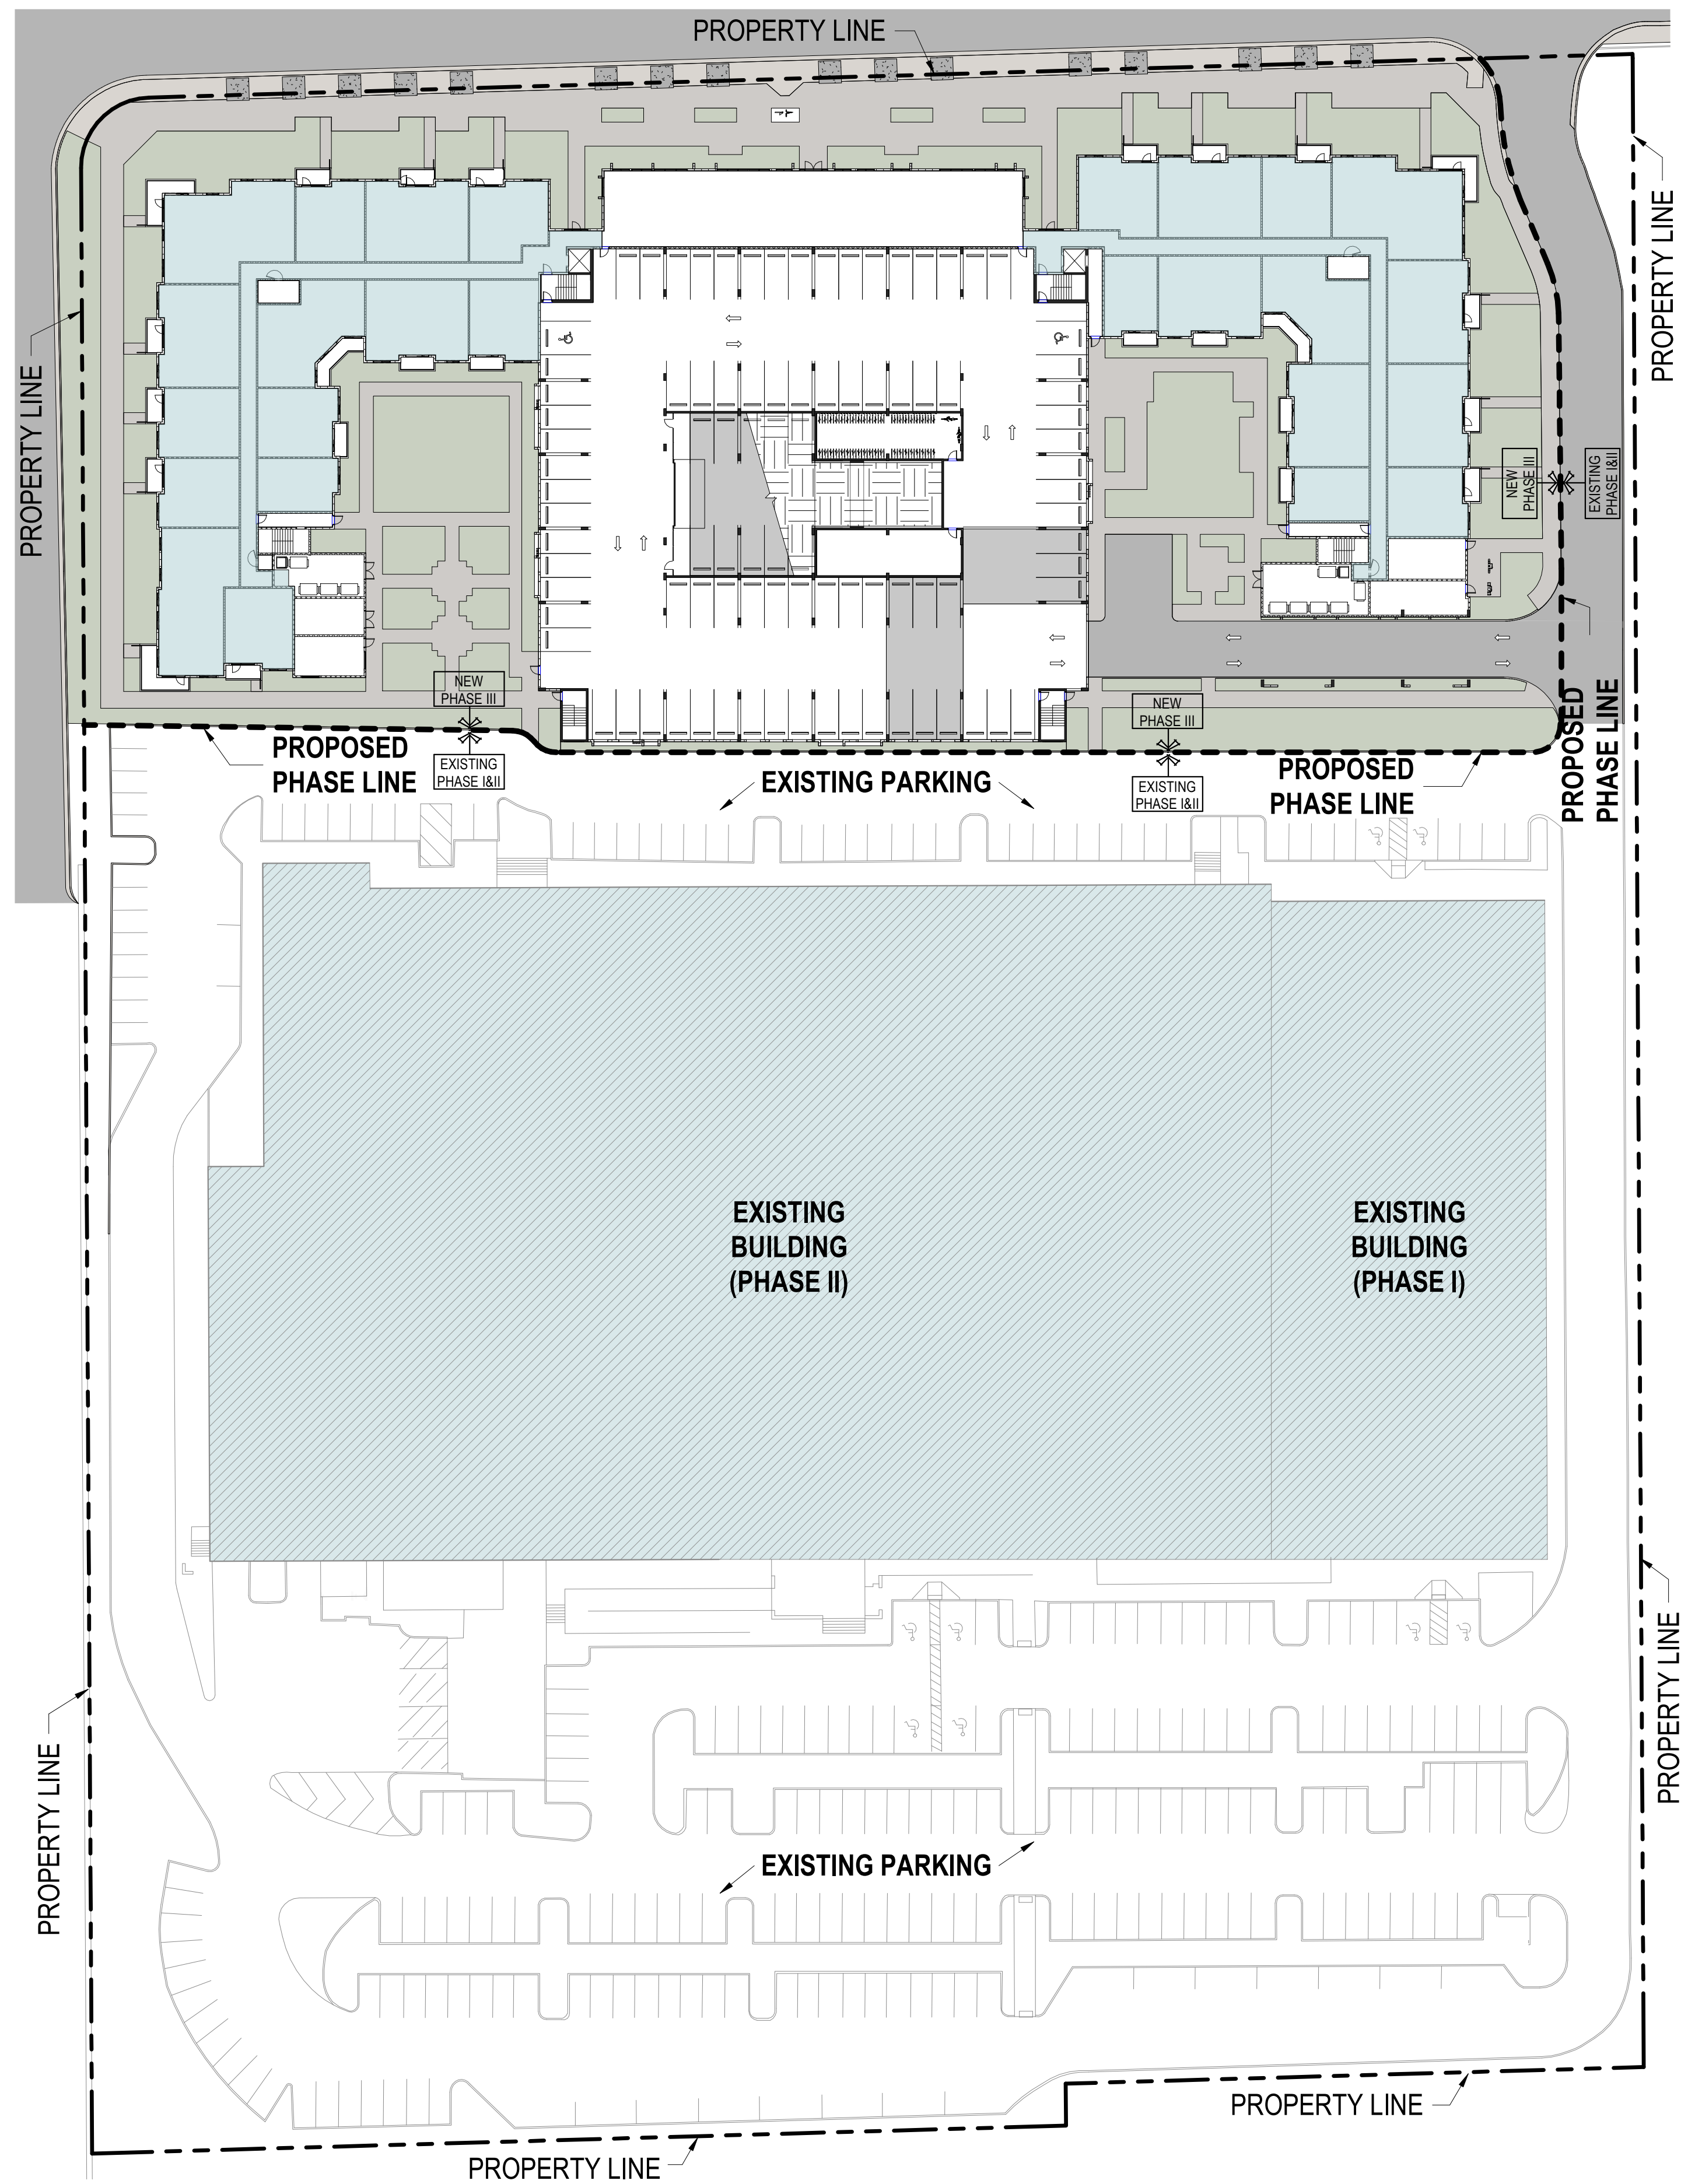 PROPERTY LINE
PROPERTY LINE
PROPERTY LINE
NEW
PHASE III
EXISTING
PHASE I&II
NEW
PHASE III
EXISTING
PHASE I&II
NEW
PHASE III
EXISTING
PHASE I&II
PROPOSED
PHASE LINE
EXISTING PARKING
PROPOSED
PHASE LINE
PROPOSED
PHASE LINE
EXISTING
BUILDING
(PHASE II)
EXISTING
BUILDING
(PHASE I)
PROPERTY LINE
PROPERTY LINE
EXISTING PARKING
PROPERTY LINE
PROPERTY LINE